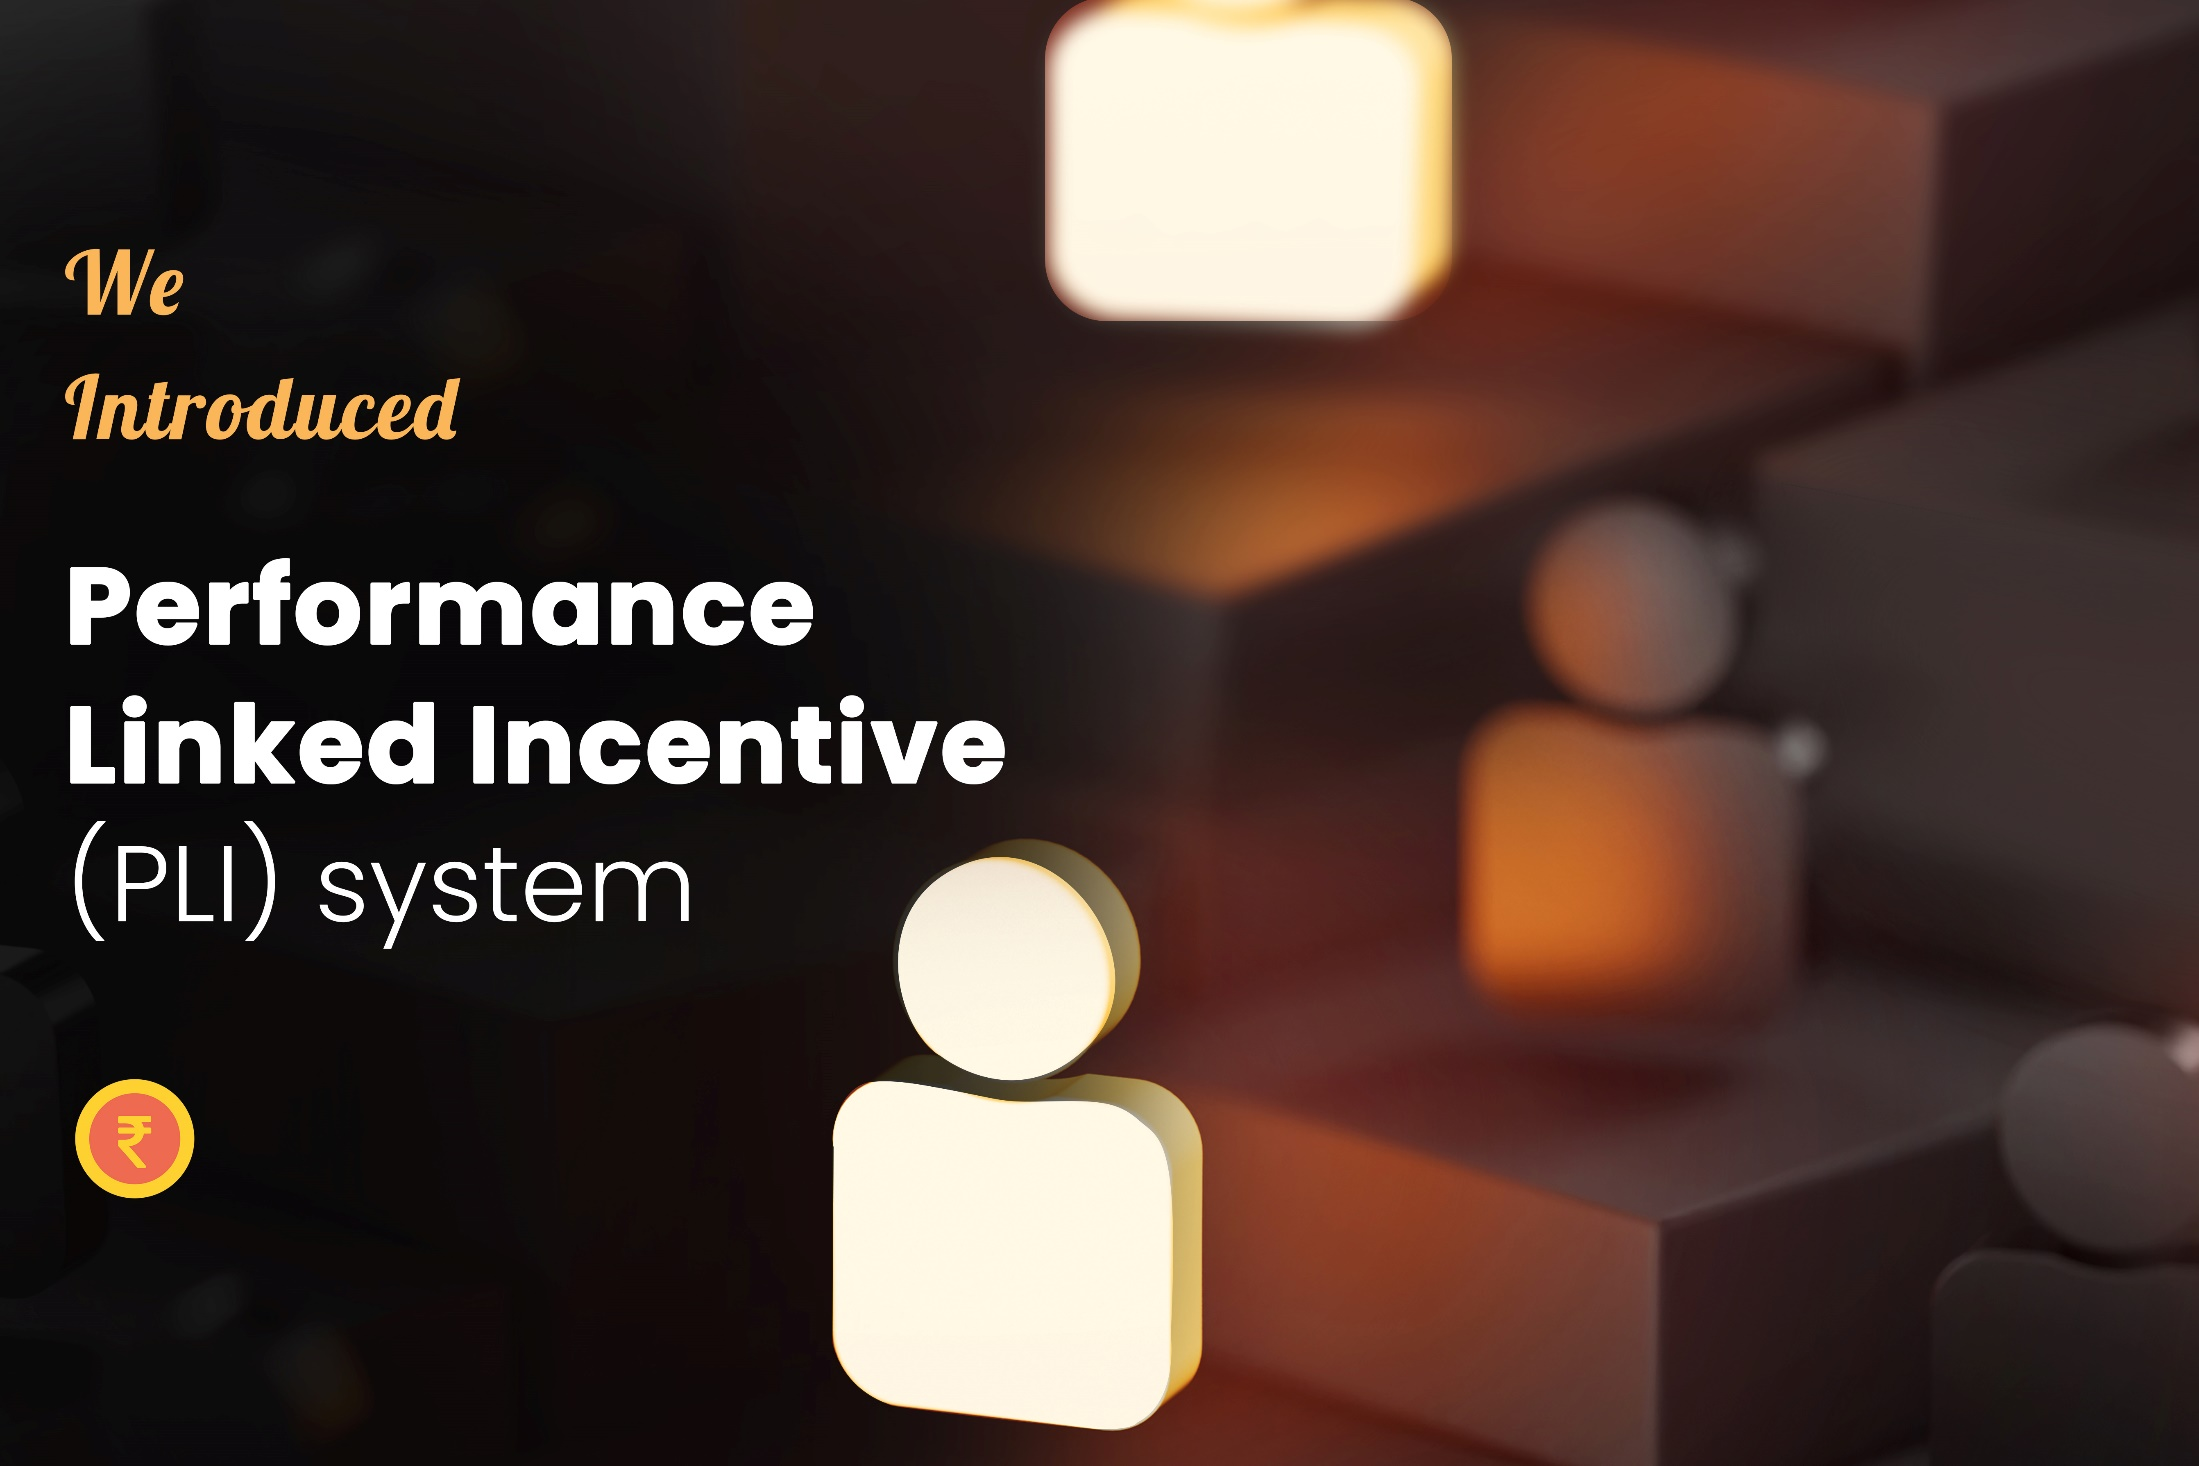 We
Introduced
Performance
Linked Incentive
(PLI) system
₹